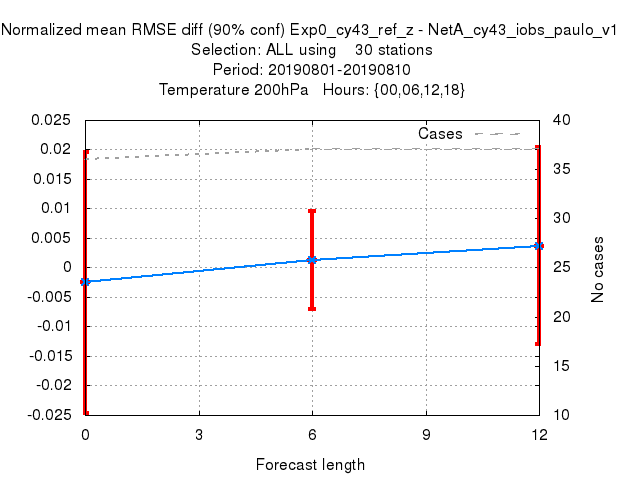 Normalized mean RMSE diff (90% conf) Exp0_cy43_ref_z - NetA_cy43_iobs_paulo_v1
Selection: ALL using 30 stations
Period: 20190801-20190810
Temperature 200hPa Hours: {00,06,12,18}
Cases
0.025
0.02
0.015
0.01
0.005
0
-0.005
-0.01
-0.015
-0.02
-0.025
40
35
30
25
20
15
10
No cases
0 3 6 9 12
Forecast length